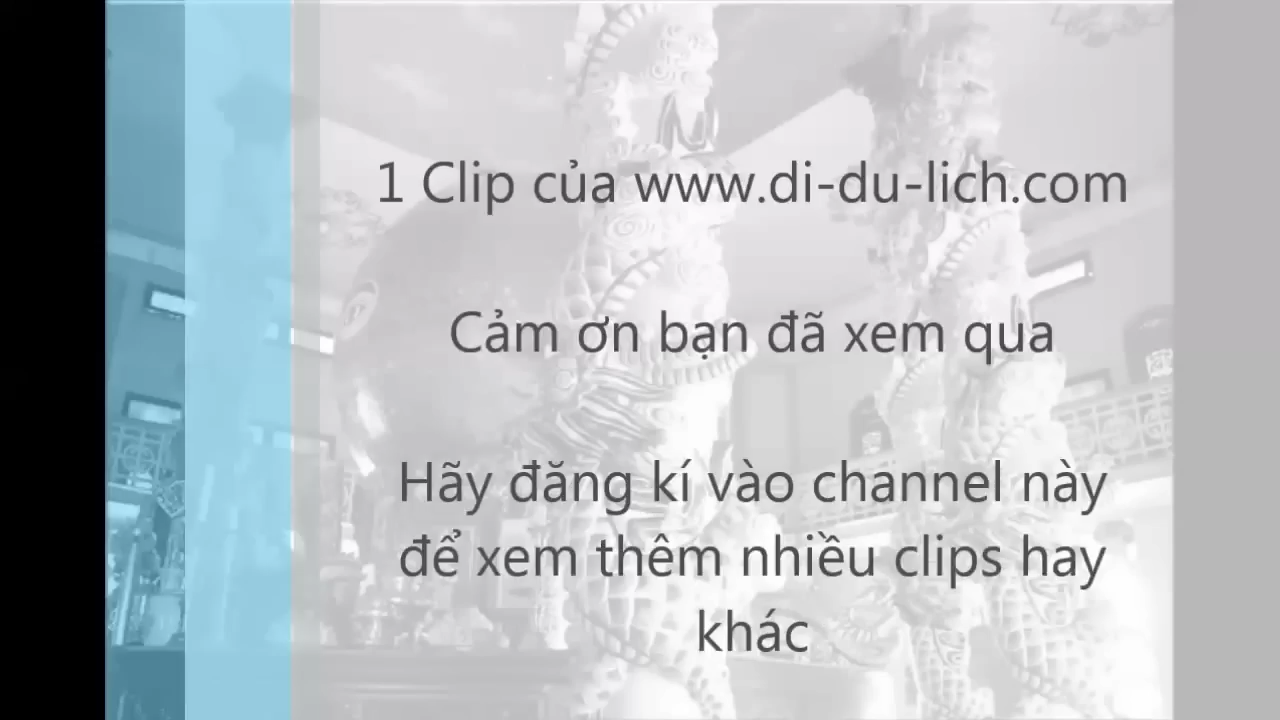 1 Clip của www.di-du-lich.com
Cảm ơn bạn đã xem qua
Hãy đăng kí vào channel này
để xem thêm nhiều clips hay
khác